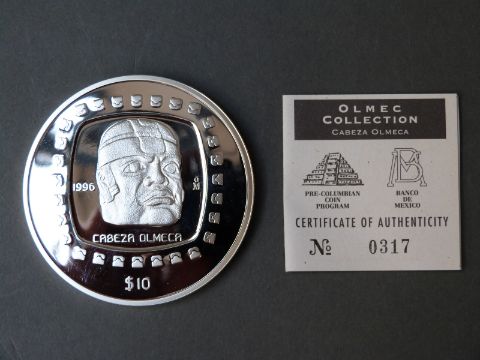 1996
oM
CABEZA OLMECA
$10
OLMEC
COLLECTION
CABEZA OLMECA
PRE-COLUMBIAN
COIN
PROGRAM
BANCO
DE
MEXICO
CERTIFICATE OF AUTHENTICITY
No 0317